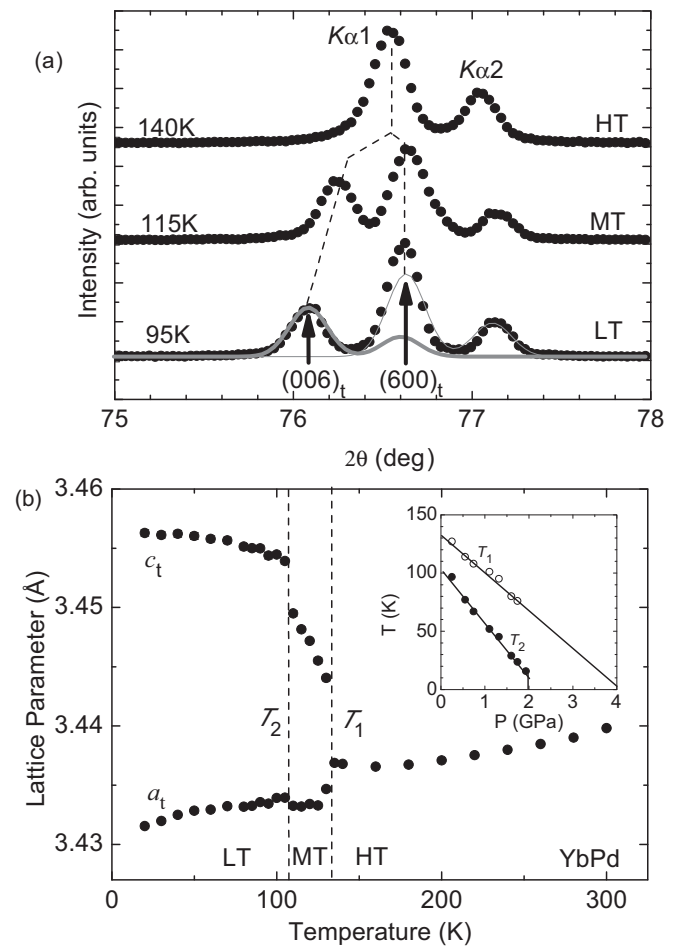 (a)
Kα1
Kα2
140K
HT
115K
MT
95K
LT
(006)t
(600)t
Intensity (arb. units)
75 76 77 78
2θ (deg)
(b)
3.46
3.45
3.44
3.43
Lattice Parameter (Å)
ct
at
T2
T1
LT MT HT YbPd
0 100 200 300
Temperature (K)
150
100
50
0
T (K)
T1
T2
0 1 2 3 4
P (GPa)